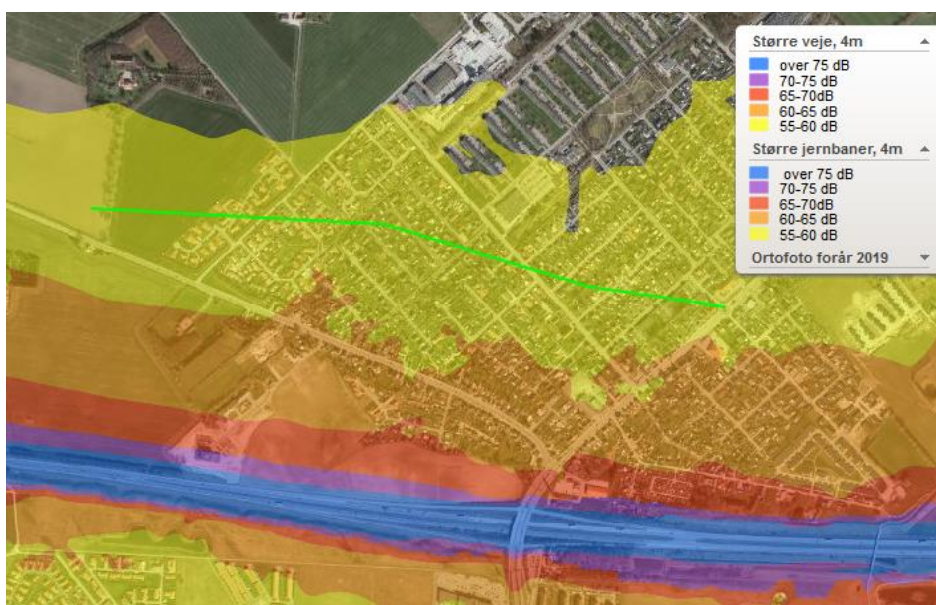 Større veje, 4m
over 75 dB
70-75 dB
65-70dB
60-65 dB
55-60 dB
Større jernbaner, 4m
over 75 dB
70-75 dB
65-70dB
60-65 dB
55-60 dB
Ortofoto forår 2019